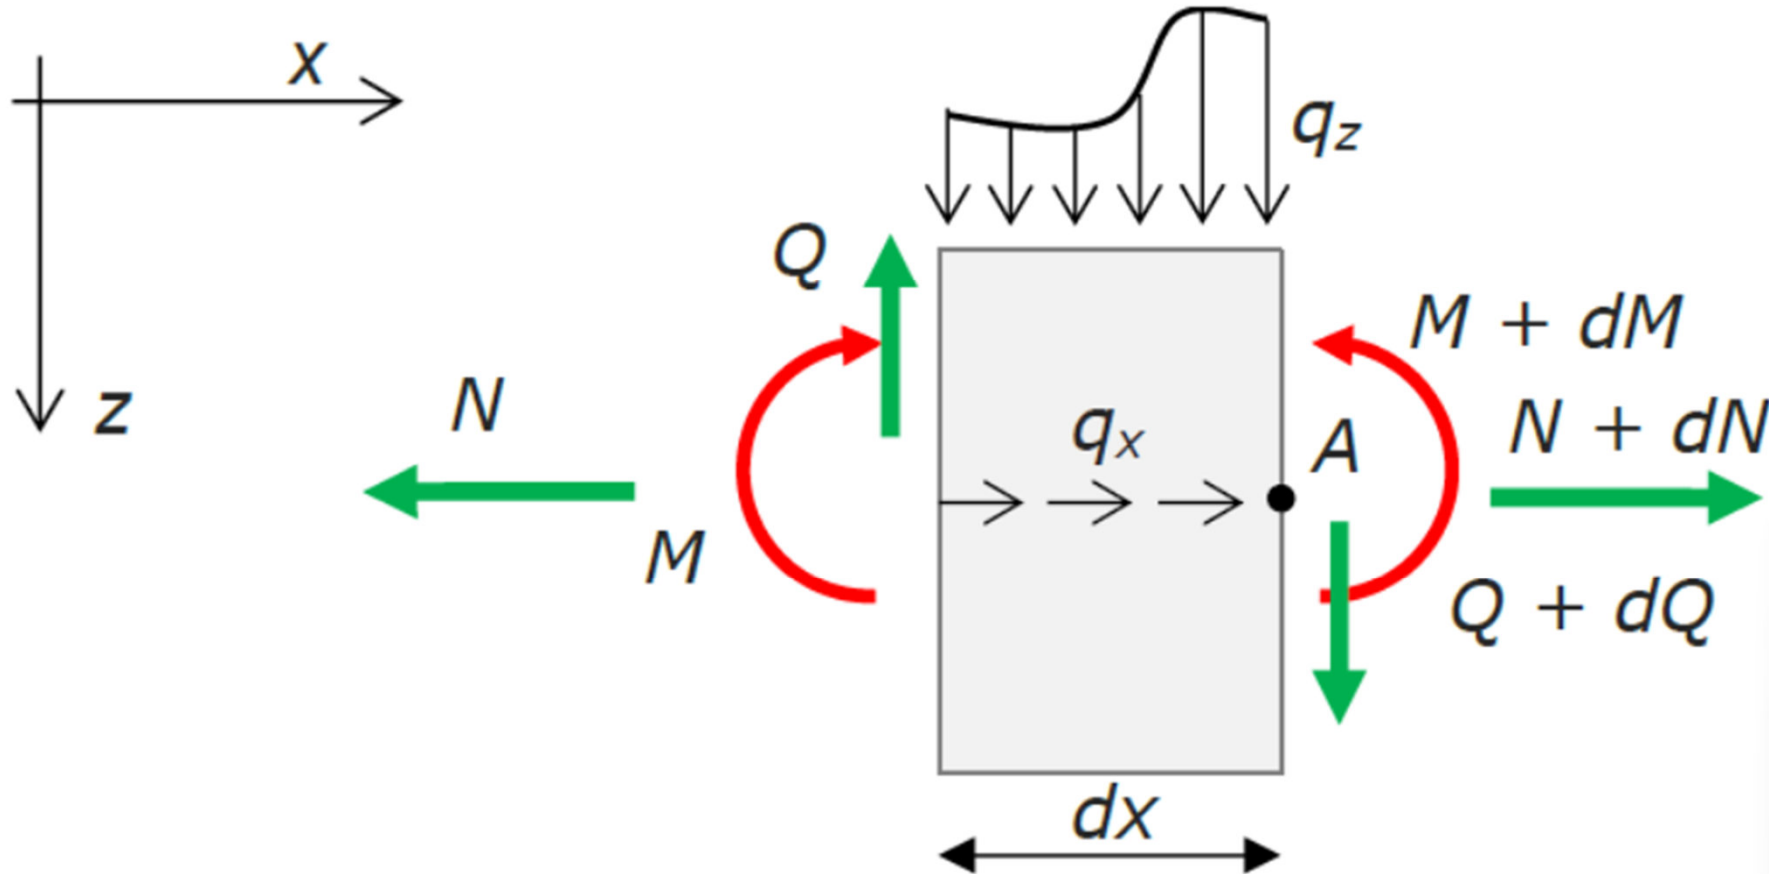 x
z
q_z
Q
M + dM
N
N + dN
q_x
A
M
Q + dQ
dx